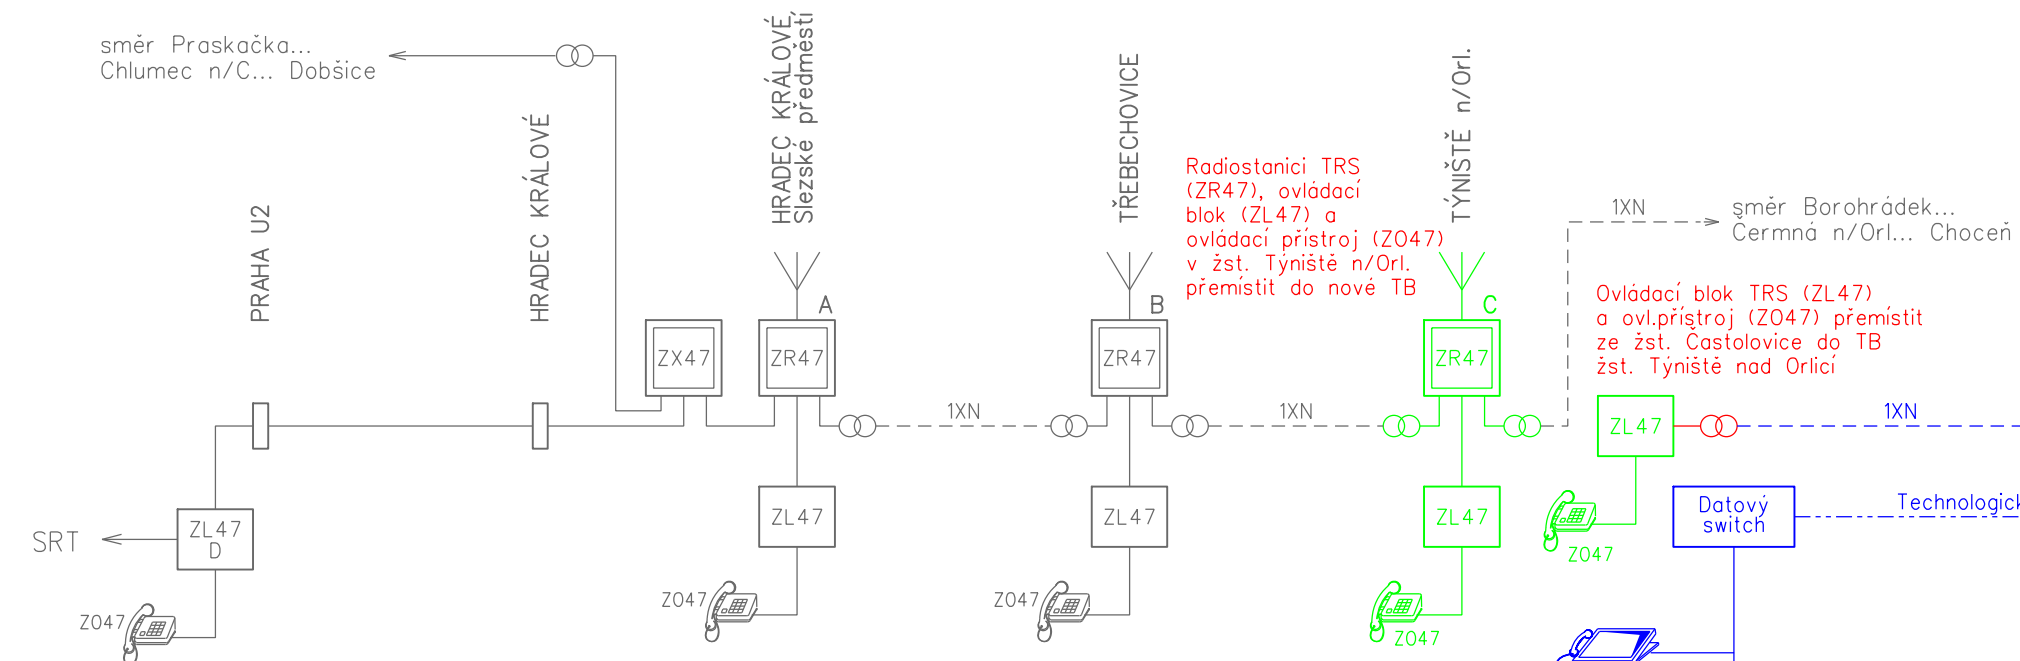 směr Praskačka...
Chlumec n/C... Dobšice
PRAHA U2
HRADEC KRÁLOVÉ
HRADEC KRÁLOVÉ,
Slezské předměstí
TŘEBECHOVICE
TÝNIŠTĚ n/Orl.
Radiostanici TRS
(ZR47), ovládací
blok (ZL47) a
ovládací přístroj (ZO47)
v žst. Týniště n/Orl.
přemístit do nové TB
1XN
směr Borohrádek...
Čermná n/Orl... Choceň
Ovládací blok TRS (ZL47)
a ovl.přístroj (ZO47) přemístit
ze žst. Častolovice do TB
žst. Týniště nad Orlicí
A
B
C
ZX47
ZR47
ZR47
ZR47
1XN
1XN
ZL47
1XN
ZL47
D
SRT
ZL47
ZL47
ZL47
Datový
switch
Technologick
ZO47
ZO47
ZO47
ZO47
ZO47